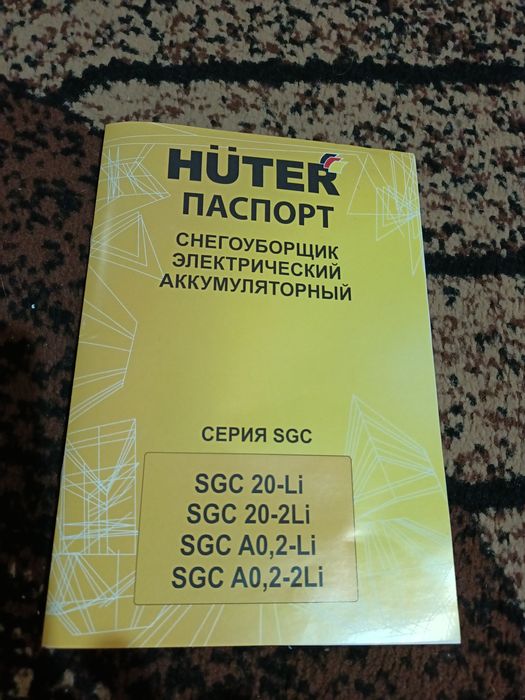 HÜTER
ПАСПОРТ
СНЕГОУБОРЩИК
ЭЛЕКТРИЧЕСКИЙ
АККУМУЛЯТОРНЫЙ
СЕРИЯ SGC
SGC 20-Li
SGC 20-2Li
SGC A0,2-Li
SGC A0,2-2Li